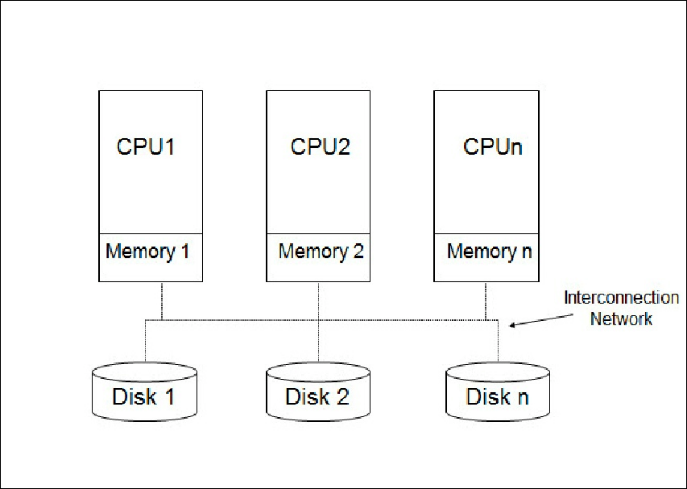 CPU1
CPU2
CPUn
Memory 1
Memory 2
Memory n
Interconnection
Network
Disk 1
Disk 2
Disk n